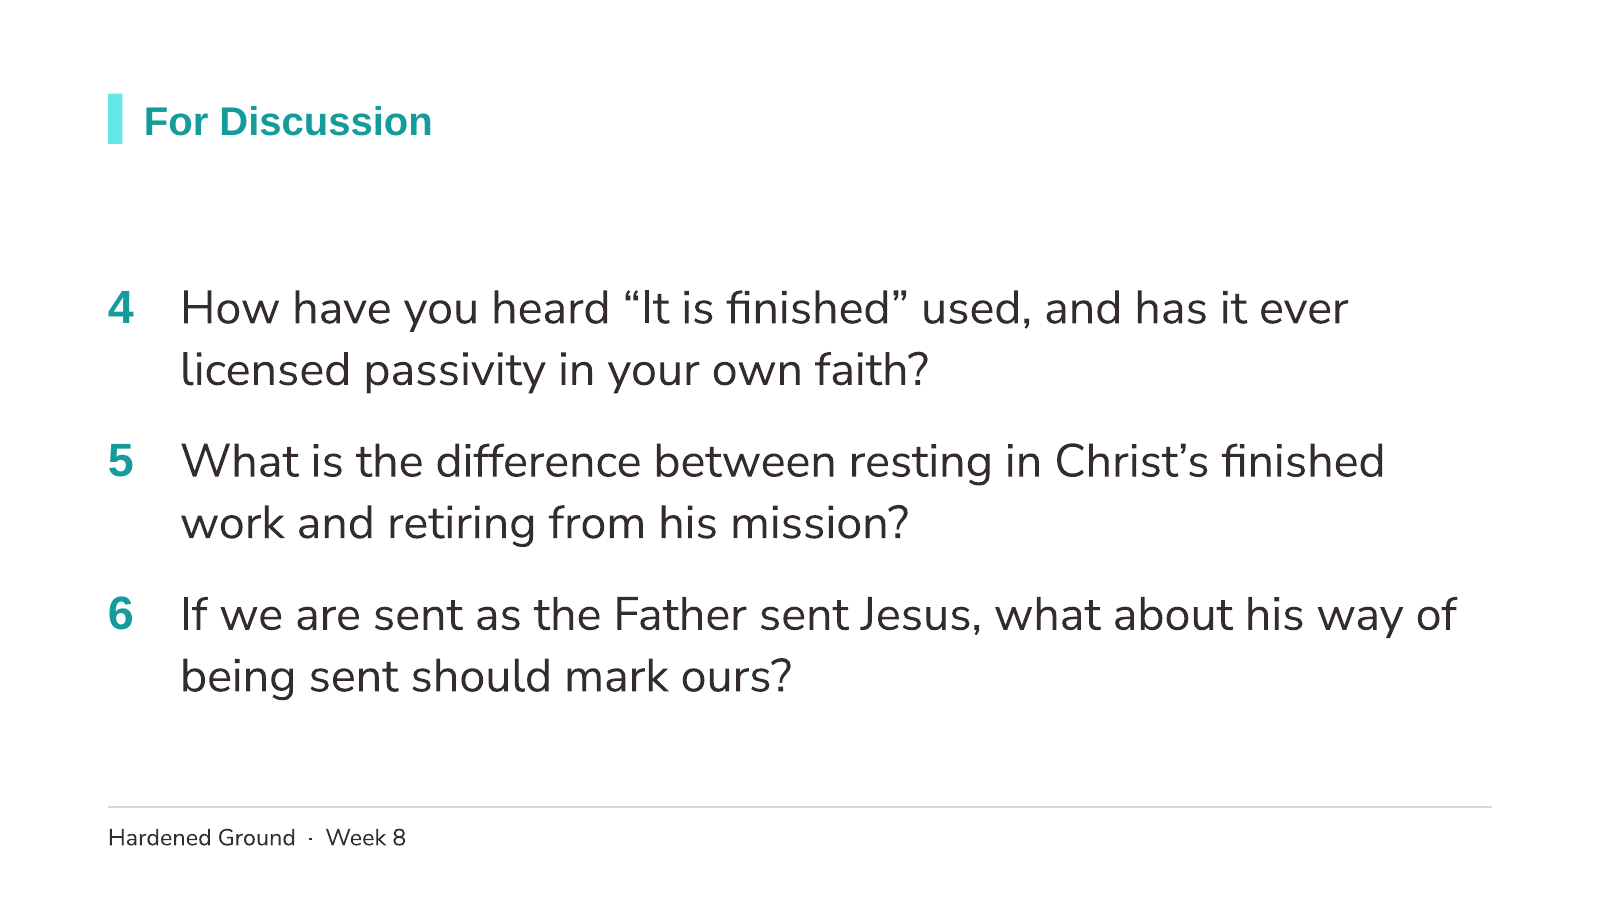 For Discussion
4 How have you heard “It is finished” used, and has it ever
licensed passivity in your own faith?
5 What is the difference between resting in Christ’s finished
work and retiring from his mission?
6 If we are sent as the Father sent Jesus, what about his way of
being sent should mark ours?
Hardened Ground · Week 8